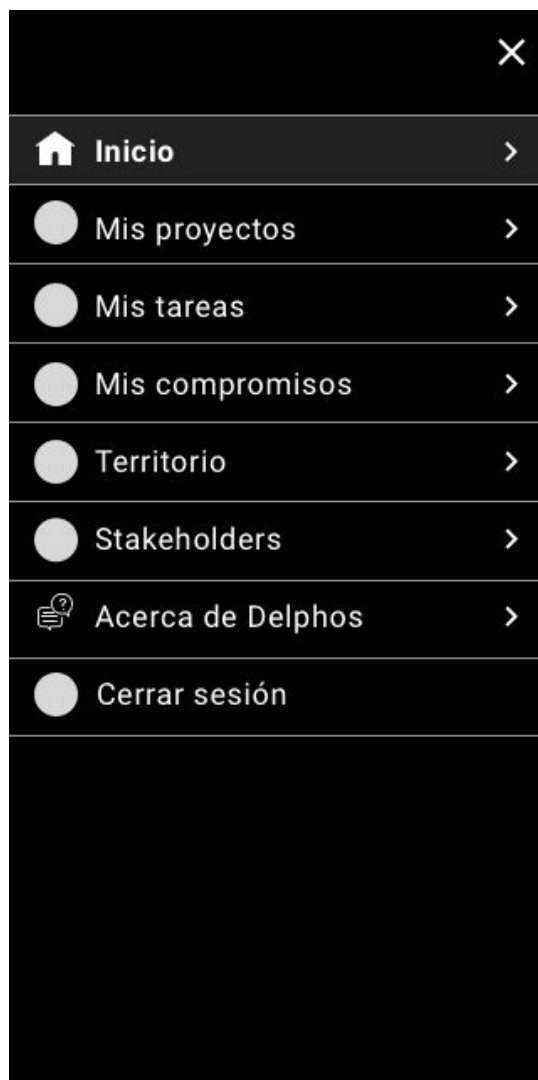 Inicio
Mis proyectos
Mis tareas
Mis compromisos
Territorio
Stakeholders
Acerca de Delphos
Cerrar sesión